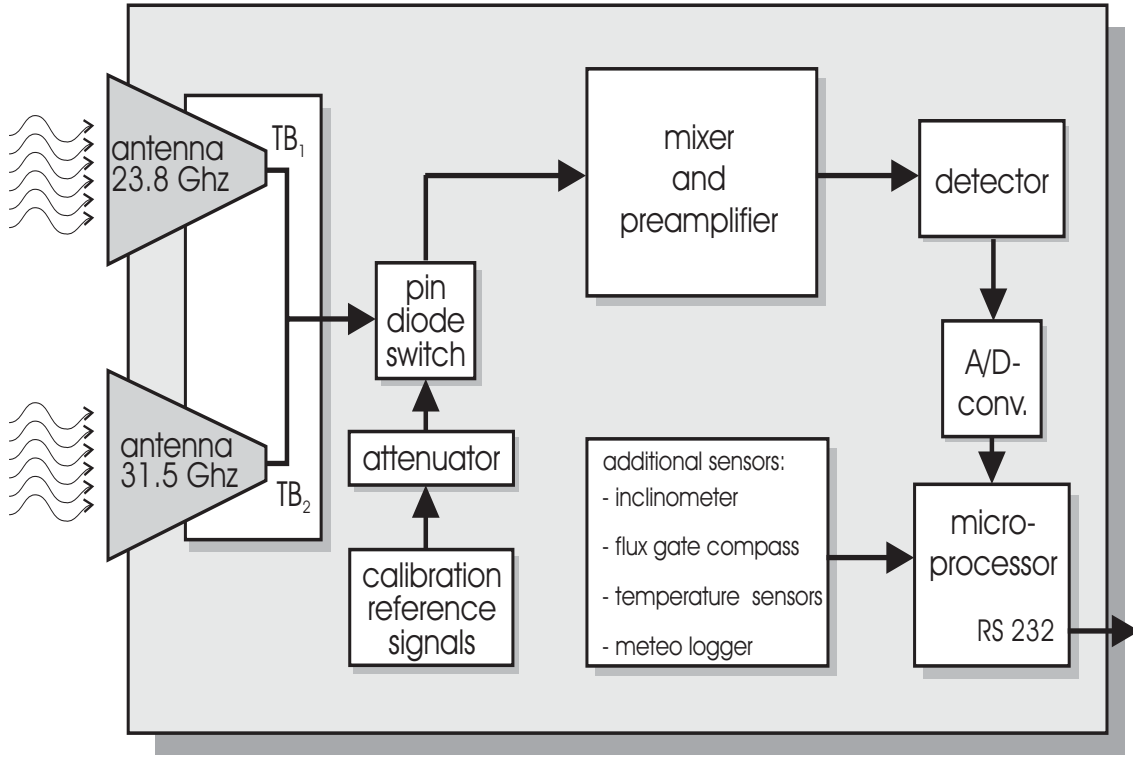 antenna
23.8 Ghz
TB1
antenna
31.5 Ghz
TB2
pin
diode
switch
attenuator
calibration
reference
signals
mixer
and
preamplifier
detector
A/D-
conv.
additional sensors:
- inclinometer
- flux gate compass
- temperature sensors
- meteo logger
micro-
processor
RS 232